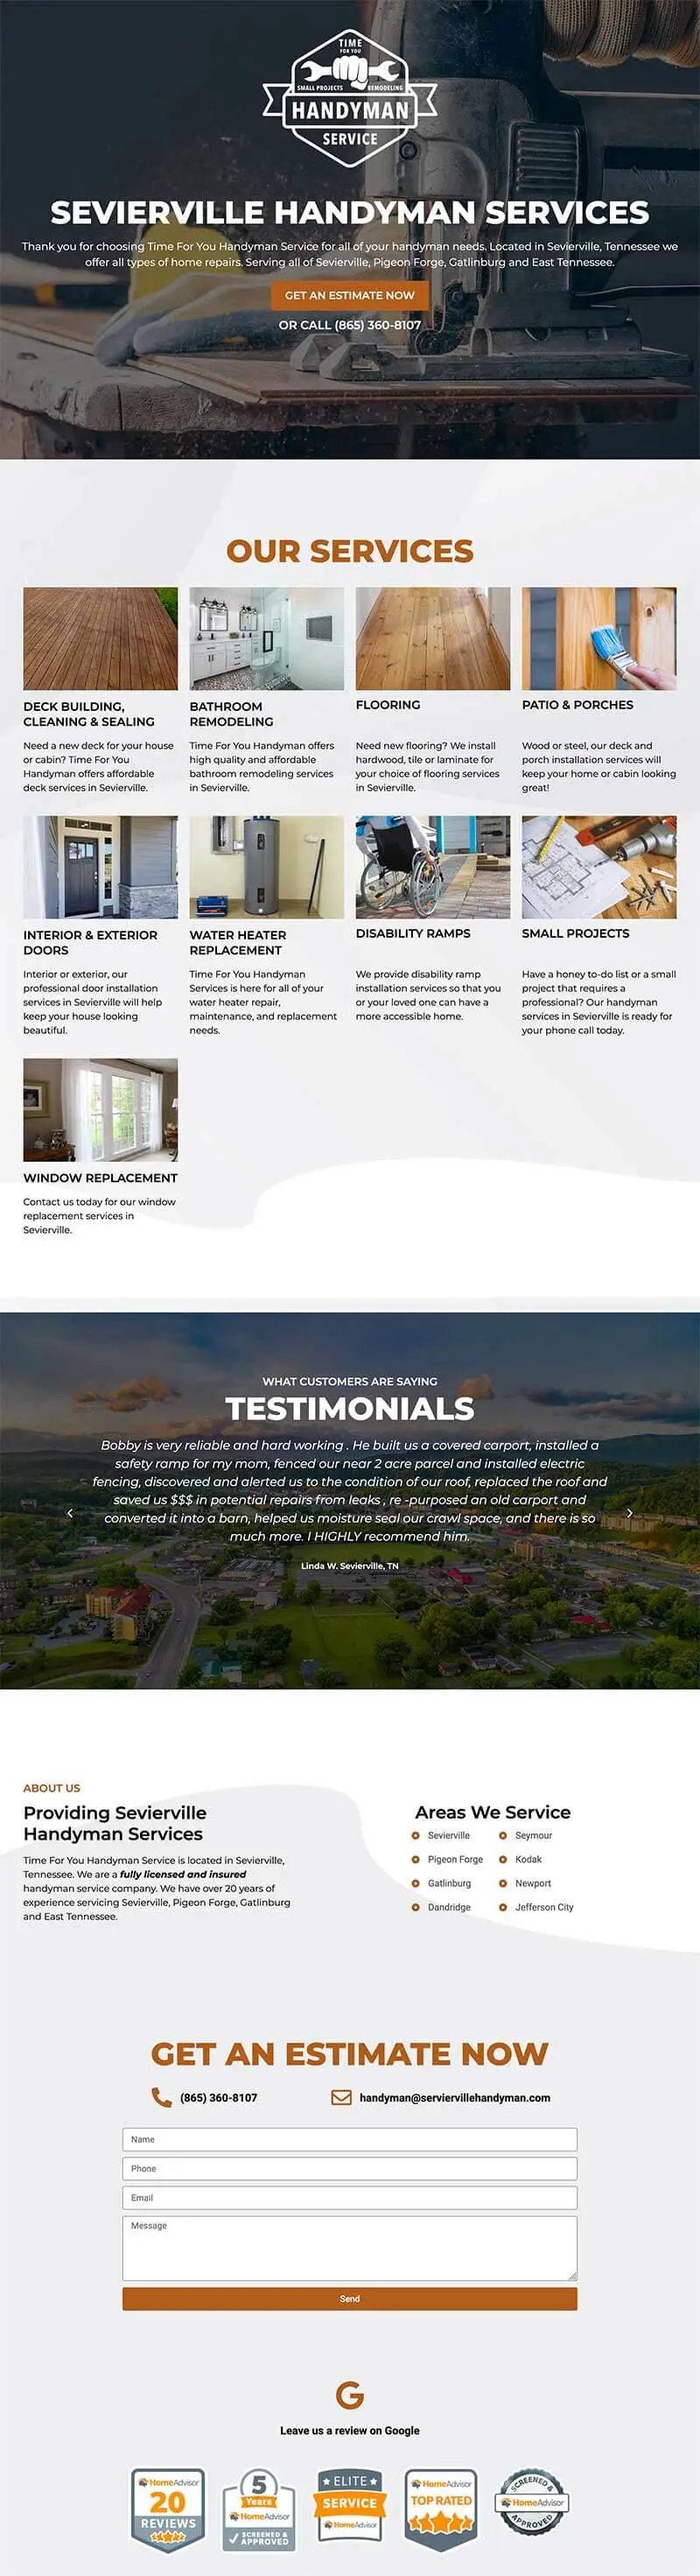 TIME
FOR YOU
SMALL PROJECTS REMODELING
HANDYMAN
SERVICE
SEVIERVILLE HANDYMAN SERVICES
Thank you for choosing Time For You Handyman Service for all of your handyman needs. Located in Sevierville, Tennessee we
offer all types of home repairs. Serving all of Sevierville, Pigeon Forge, Gatlinburg and East Tennessee.
GET AN ESTIMATE NOW
OR CALL (865) 360-8107
OUR SERVICES
DECK BUILDING,
CLEANING & SEALING
Need a new deck for your house
or cabin? Time For You
Handyman offers affordable
deck services in Sevierville.
BATHROOM
REMODELING
Time For You Handyman offers
high quality and affordable
bathroom remodeling services
in Sevierville.
FLOORING
Need new flooring? We install
hardwood, tile or laminate for
your choice of flooring services
in Sevierville.
PATIO & PORCHES
Wood or steel, our deck and
porch installation services will
keep your home or cabin looking
great!
INTERIOR & EXTERIOR
DOORS
Interior or exterior, our
professional door installation
services in Sevierville will help
keep your house looking
beautiful.
WATER HEATER
REPLACEMENT
Time For You Handyman
Services is here for all of your
water heater repair,
maintenance, and replacement
needs.
DISABILITY RAMPS
We provide disability ramp
installation services so that you
or your loved one can have a
more accessible home.
SMALL PROJECTS
Have a honey to-do list or a small
project that requires a
professional? Our handyman
services in Sevierville is ready for
your phone call today.
WINDOW REPLACEMENT
Contact us today for our window
replacement services in
Sevierville.
WHAT CUSTOMERS ARE SAYING
TESTIMONIALS
Bobby is very reliable and hard working . He built us a covered carport, installed a
safety ramp for my mom, fenced our near 2 acre parcel and installed electric
fencing, discovered and alerted us to the condition of our roof, replaced the roof and
saved us $$$ in potential repairs from leaks , re -purposed an old carport and
converted it into a barn, helped us moisture seal our crawl space, and there is so
much more. I HIGHLY recommend him.
Linda W. Sevierville, TN
ABOUT US
Providing Sevierville
Handyman Services
Time For You Handyman Service is located in Sevierville,
Tennessee. We are a fully licensed and insured
handyman service company. We have over 20 years of
experience servicing Sevierville, Pigeon Forge, Gatlinburg
and East Tennessee.
Areas We Service
Sevierville
Pigeon Forge
Gatlinburg
Dandridge
Seymour
Kodak
Newport
Jefferson City
GET AN ESTIMATE NOW
(865) 360-8107
handyman@serviervillehandyman.com
Name
Phone
Email
Message
Send
G
Leave us a review on Google
HomeAdvisor
20
REVIEWS
5
Years
HomeAdvisor
SCREENED &
APPROVED
ELITE
SERVICE
HomeAdvisor
HomeAdvisor
TOP RATED
SCREENED &
HomeAdvisor
APPROVED